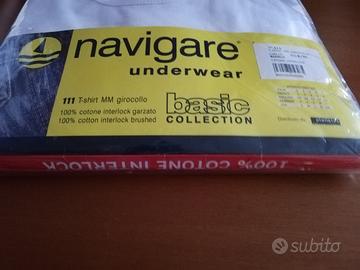 navigare®
underwear
111 T-shirt MM girocollo
100% cotone interlock garzato
100% cotton interlock brushed
basic
COLLECTION
100% COTONE INTERLOCK
subito